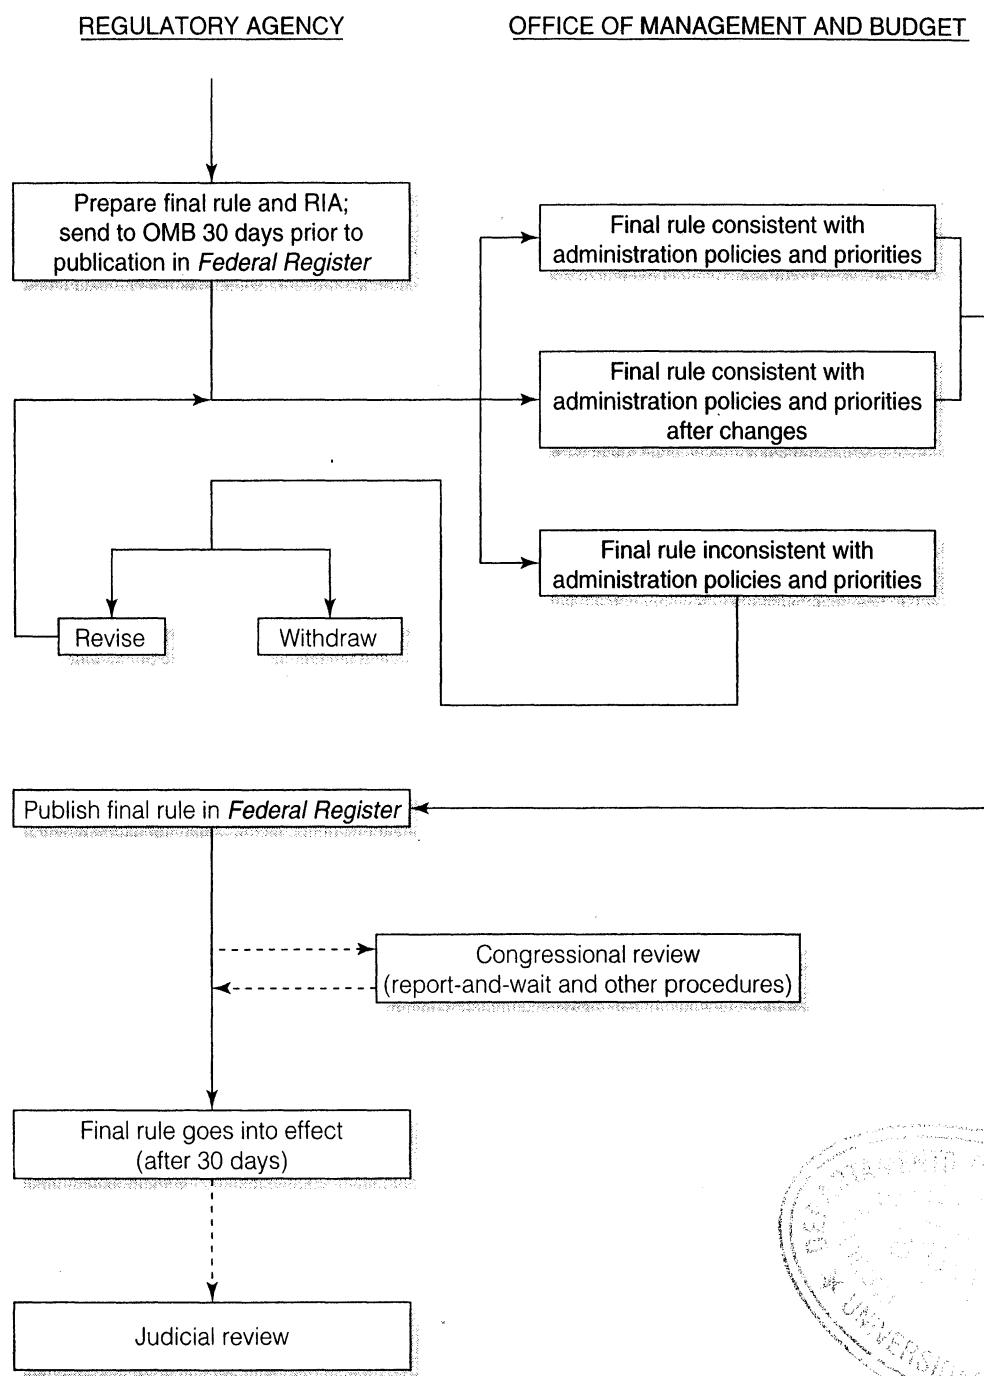 REGULATORY AGENCY
OFFICE OF MANAGEMENT AND BUDGET
Prepare final rule and RIA;
send to OMB 30 days prior to
publication in Federal Register
Final rule consistent with
administration policies and priorities
Final rule consistent with
administration policies and priorities
after changes
Final rule inconsistent with
administration policies and priorities
Revise
Withdraw
Publish final rule in Federal Register
Congressional review
(report-and-wait and other procedures)
Final rule goes into effect
(after 30 days)
Judicial review